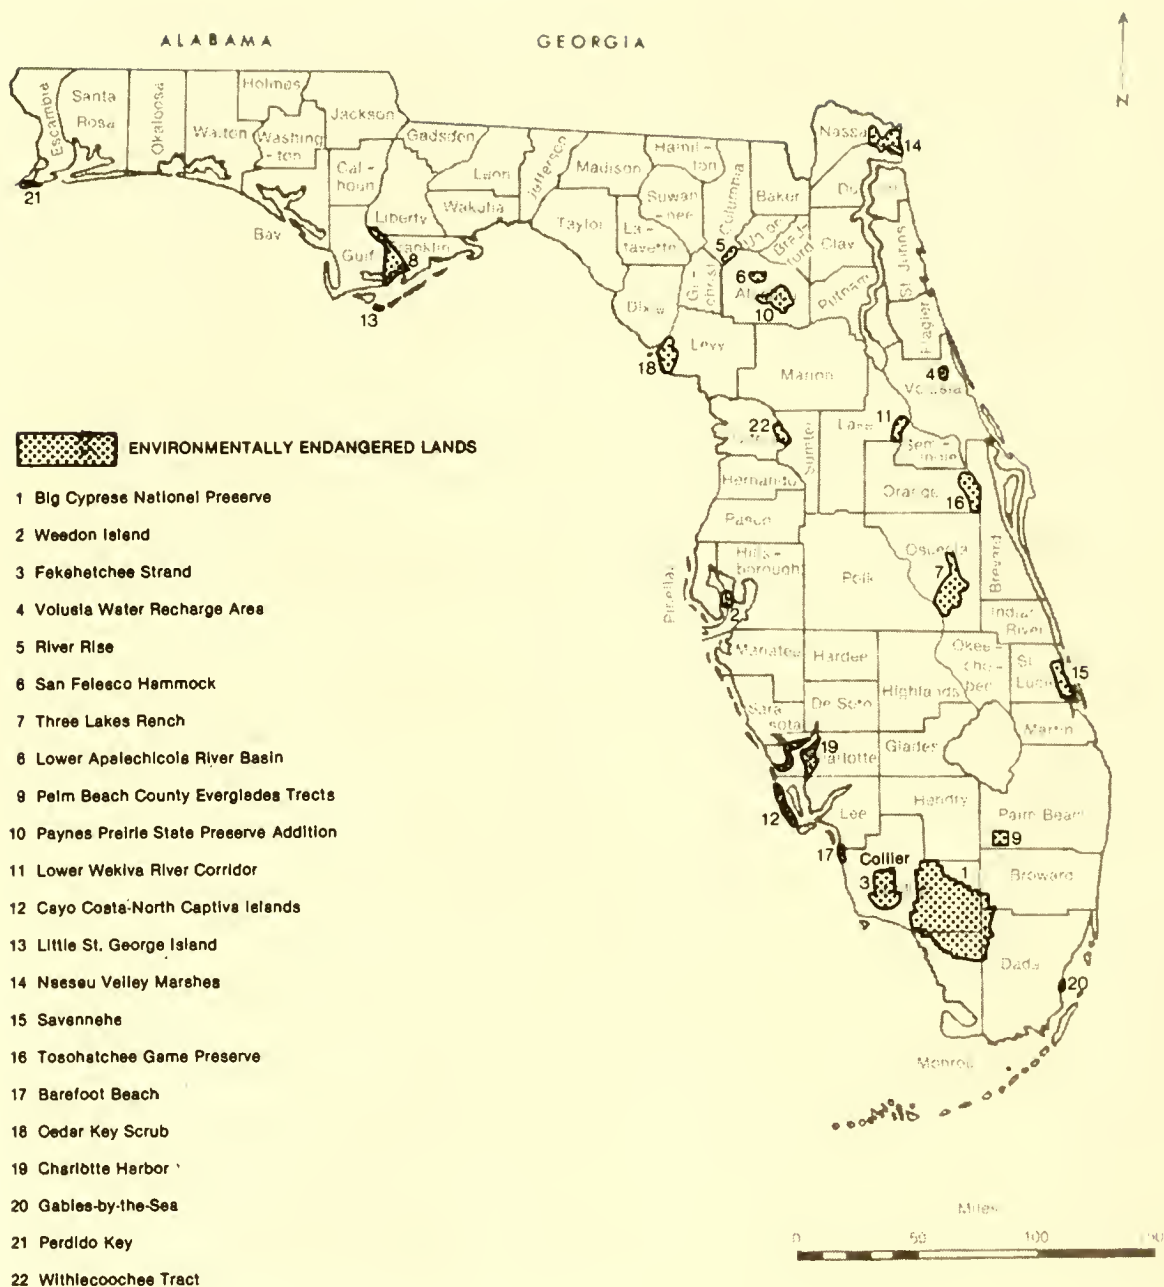 ALABAMA
GEORGIA
N
Escambia
Santa
Rosa
Okaloosa
Walton
Holmes
Washing
-ton
Jackson
Bay
Cal-
houn
Gulf
Liberty
Gadsden
Leon
Wakulla
Franklin
Jefferson
Madison
Taylor
Hamil-
ton
Suwan-
nee
La-
fayette
Dixie
Columbia
Baker
Union
Brad-
ford
Gil-
christ
Nassau
Clay
St. Johns
Putnam
Flagler
Levy
Marion
Volusia
Lake
Sumter
Sem-
inole
Hernando
Pasco
Orange
Hills-
borough
Pinellas
Polk
Osceola
Brevard
Indian
River
Manatee
Hardee
Highlands
Okee-
cho-
bee
St.
Lucie
Sara-
sota
De Soto
Glades
Martin
Charlotte
Lee
Hendry
Palm Beach
Collier
Broward
Dade
Monroe
21
8
13
14
5
6
10
18
4
22
11
16
7
2
15
19
12
17
3
1
9
20
ENVIRONMENTALLY ENDANGERED LANDS
1 Big Cypress National Preserve
2 Weedon Island
3 Fekehetchee Strand
4 Volusia Water Recharge Area
5 River Rise
6 San Felasco Hammock
7 Three Lakes Ranch
8 Lower Apalachicola River Basin
9 Palm Beach County Everglades Tracts
10 Paynes Prairie State Preserve Addition
11 Lower Wekiva River Corridor
12 Cayo Costa-North Captiva Islands
13 Little St. George Island
14 Nassau Valley Marshes
15 Savannahs
16 Tosohatchee Game Preserve
17 Barefoot Beach
18 Cedar Key Scrub
19 Charlotte Harbor
20 Gables-by-the-Sea
21 Perdido Key
22 Withlecoochee Tract
Miles
0 50 100 150